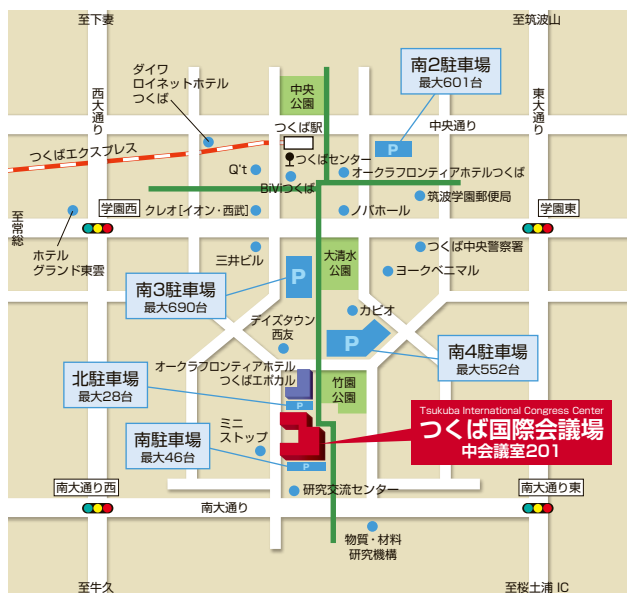 至下妻
至筑波山
ダイワ
ロイネットホテル
つくば
中央
公園
南2駐車場
最大601台
西大通り
東大通り
つくば駅
中央通り
P
つくばエクスプレス
つくばセンター
Q't
オークラフロンティアホテルつくば
BiViつくば
筑波学園郵便局
学園西
クレオ[イオン・西武]
ノバホール
学園東
至常総
ホテル
グランド東雲
三井ビル
大清水
公園
つくば中央警察署
ヨークベニマル
P
南3駐車場
最大690台
カピオ
デイズタウン
西友
P
南4駐車場
最大552台
オークラフロンティアホテル
つくばエポカル
北駐車場
最大28台
竹園
公園
P
Tsukuba International Congress Center
つくば国際会議場
中会議室201
ミニ
ストップ
南駐車場
最大46台
P
南大通り西
研究交流センター
南大通り東
南大通り
物質・材料
研究機構
至牛久
至桜土浦 IC